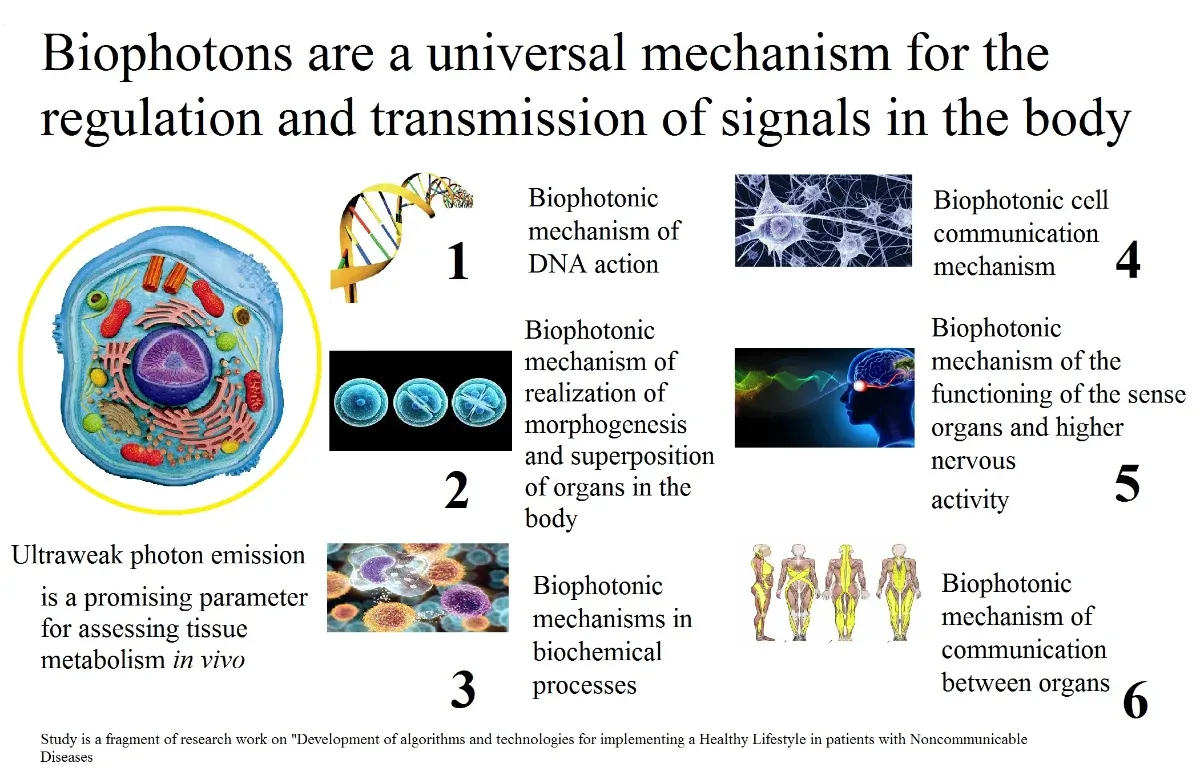 Biophotons are a universal mechanism for the
regulation and transmission of signals in the body
Ultraweak photon emission
is a promising parameter
for assessing tissue
metabolism in vivo
1
Biophotonic
mechanism of
DNA action
2
Biophotonic
mechanism of
realization of
morphogenesis
and superposition
of organs in the
body
3
Biophotonic
mechanisms in
biochemical
processes
4
Biophotonic cell
communication
mechanism
5
Biophotonic
mechanism of the
functioning of the sense
organs and higher
nervous
activity
6
Biophotonic
mechanism of
communication
between organs
Study is a fragment of research work on "Development of algorithms and technologies for implementing a Healthy Lifestyle in patients with Noncommunicable
Diseases